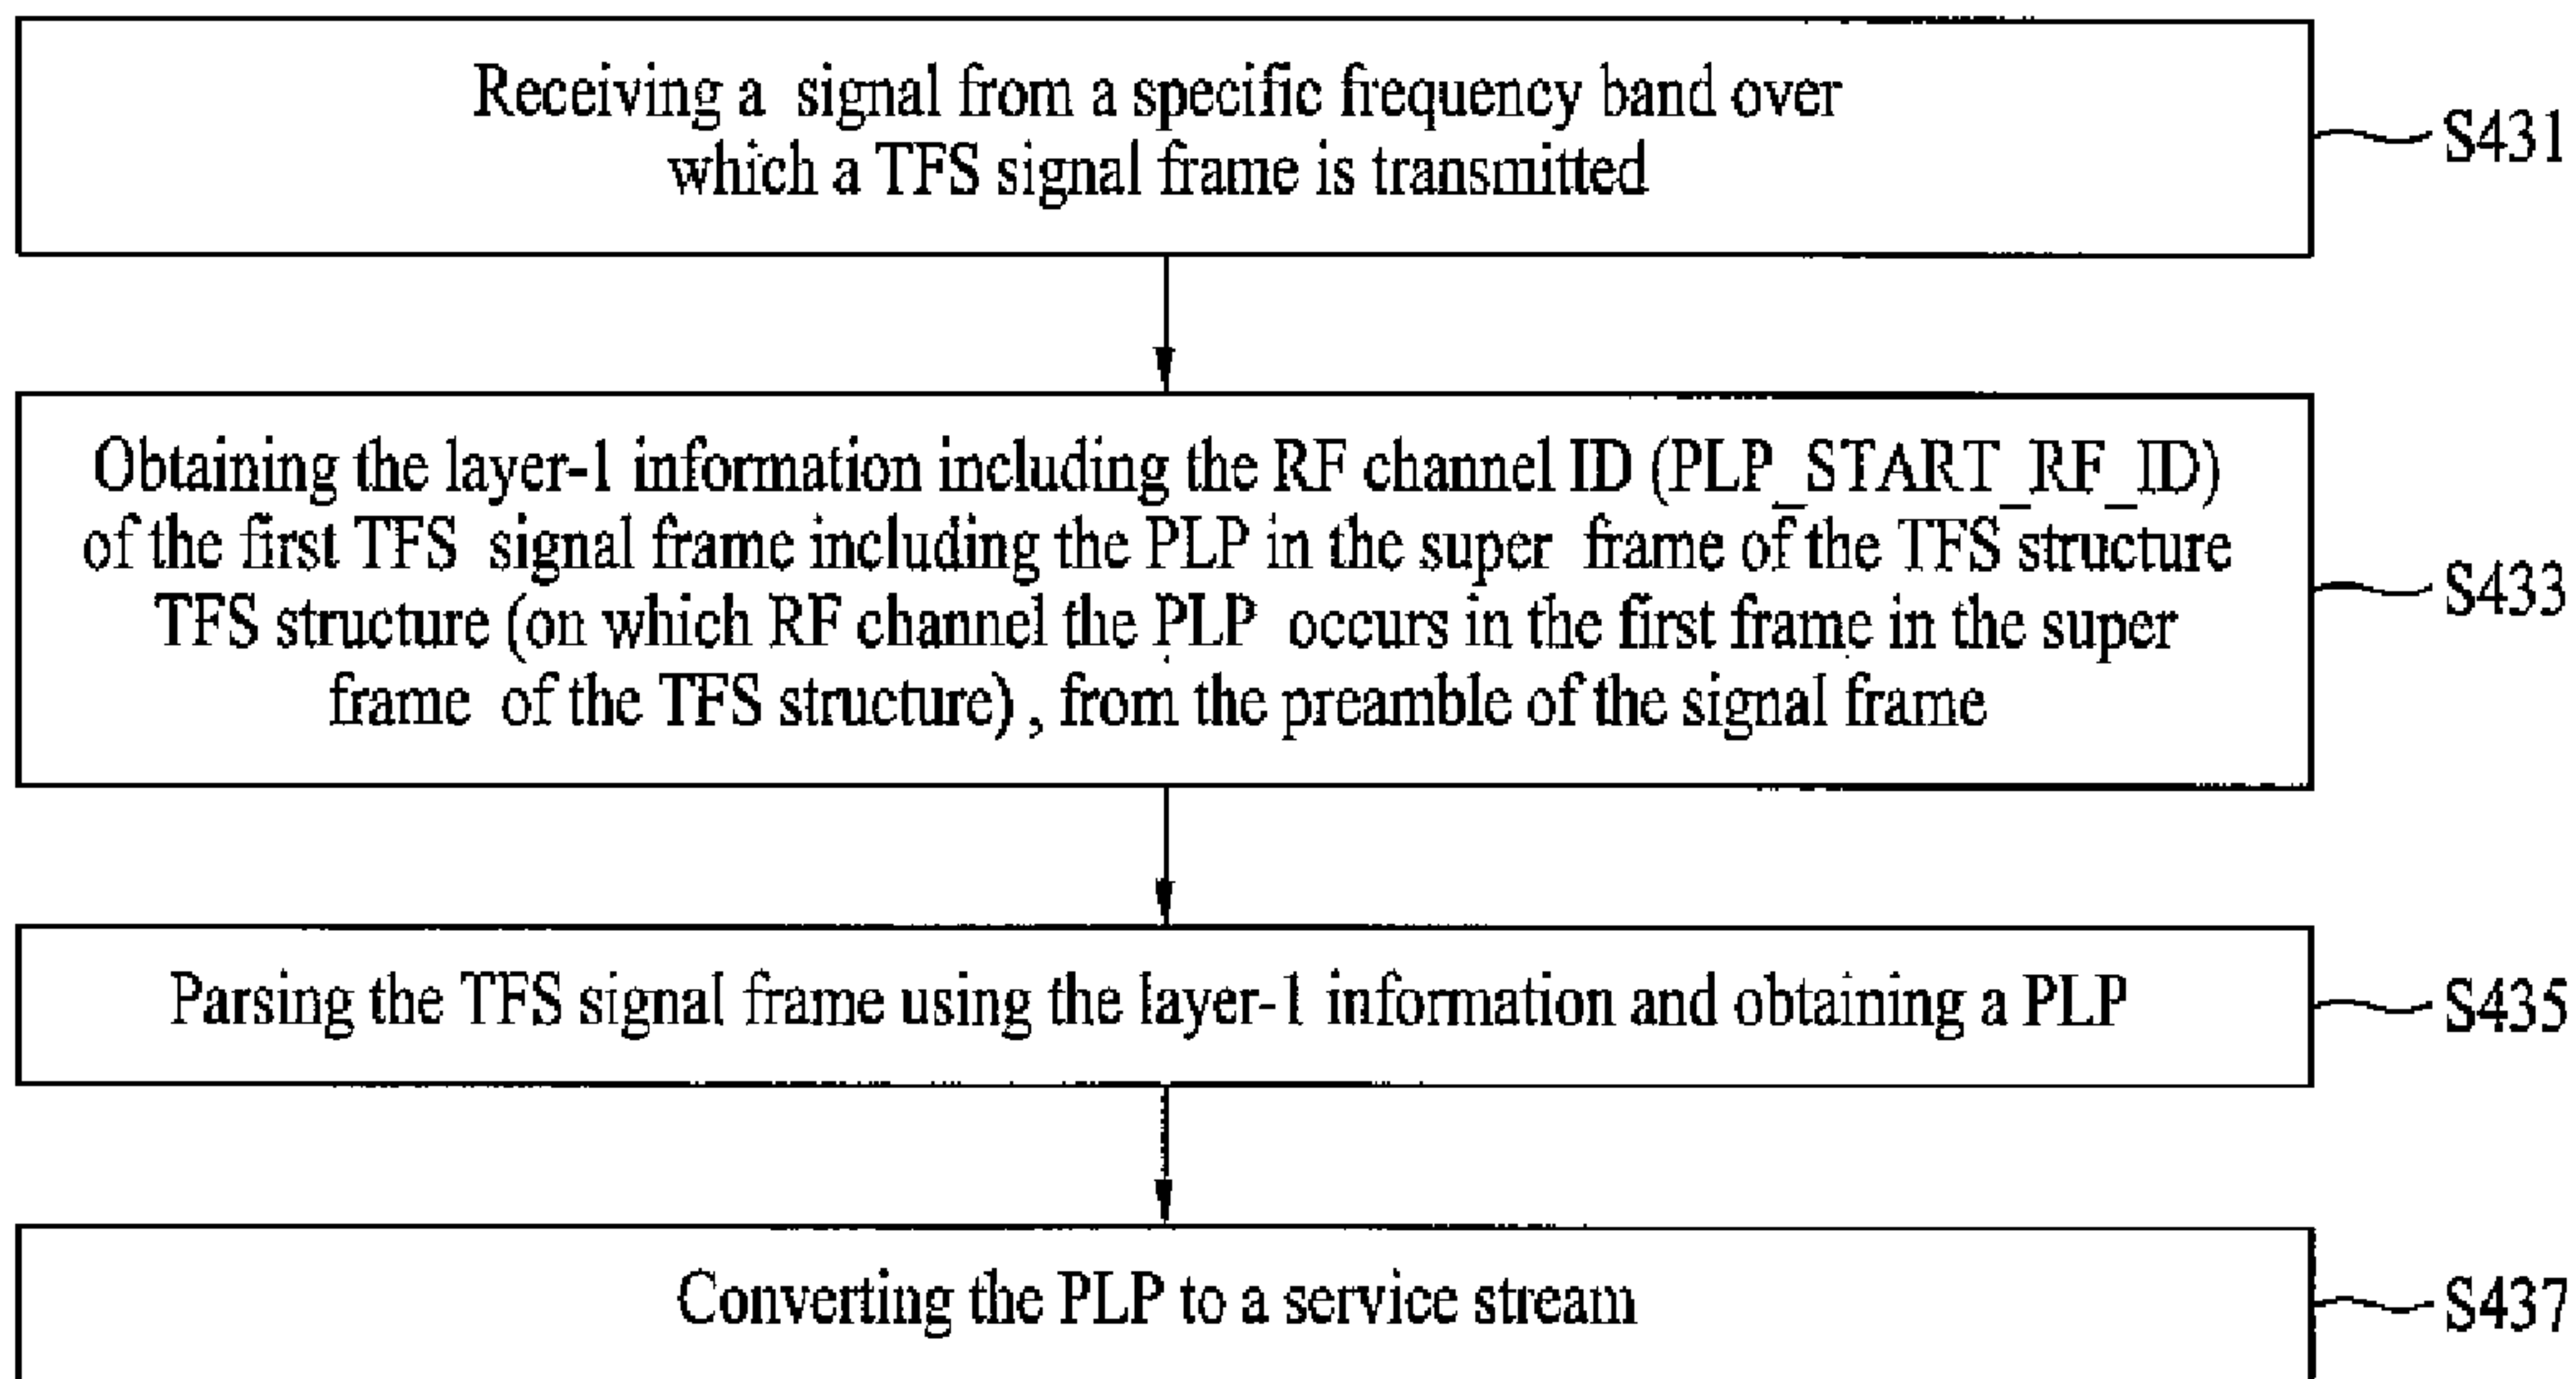 Receiving a signal from a specific frequency band over
which a TFS signal frame is transmitted
S431
Obtaining the layer-1 information including the RF channel ID (PLP_START_RF_ID)
of the first TFS signal frame including the PLP in the super frame of the TFS structure
TFS structure (on which RF channel the PLP occurs in the first frame in the super
frame of the TFS structure), from the preamble of the signal frame
S433
Parsing the TFS signal frame using the layer-1 information and obtaining a PLP
S435
Converting the PLP to a service stream
S437